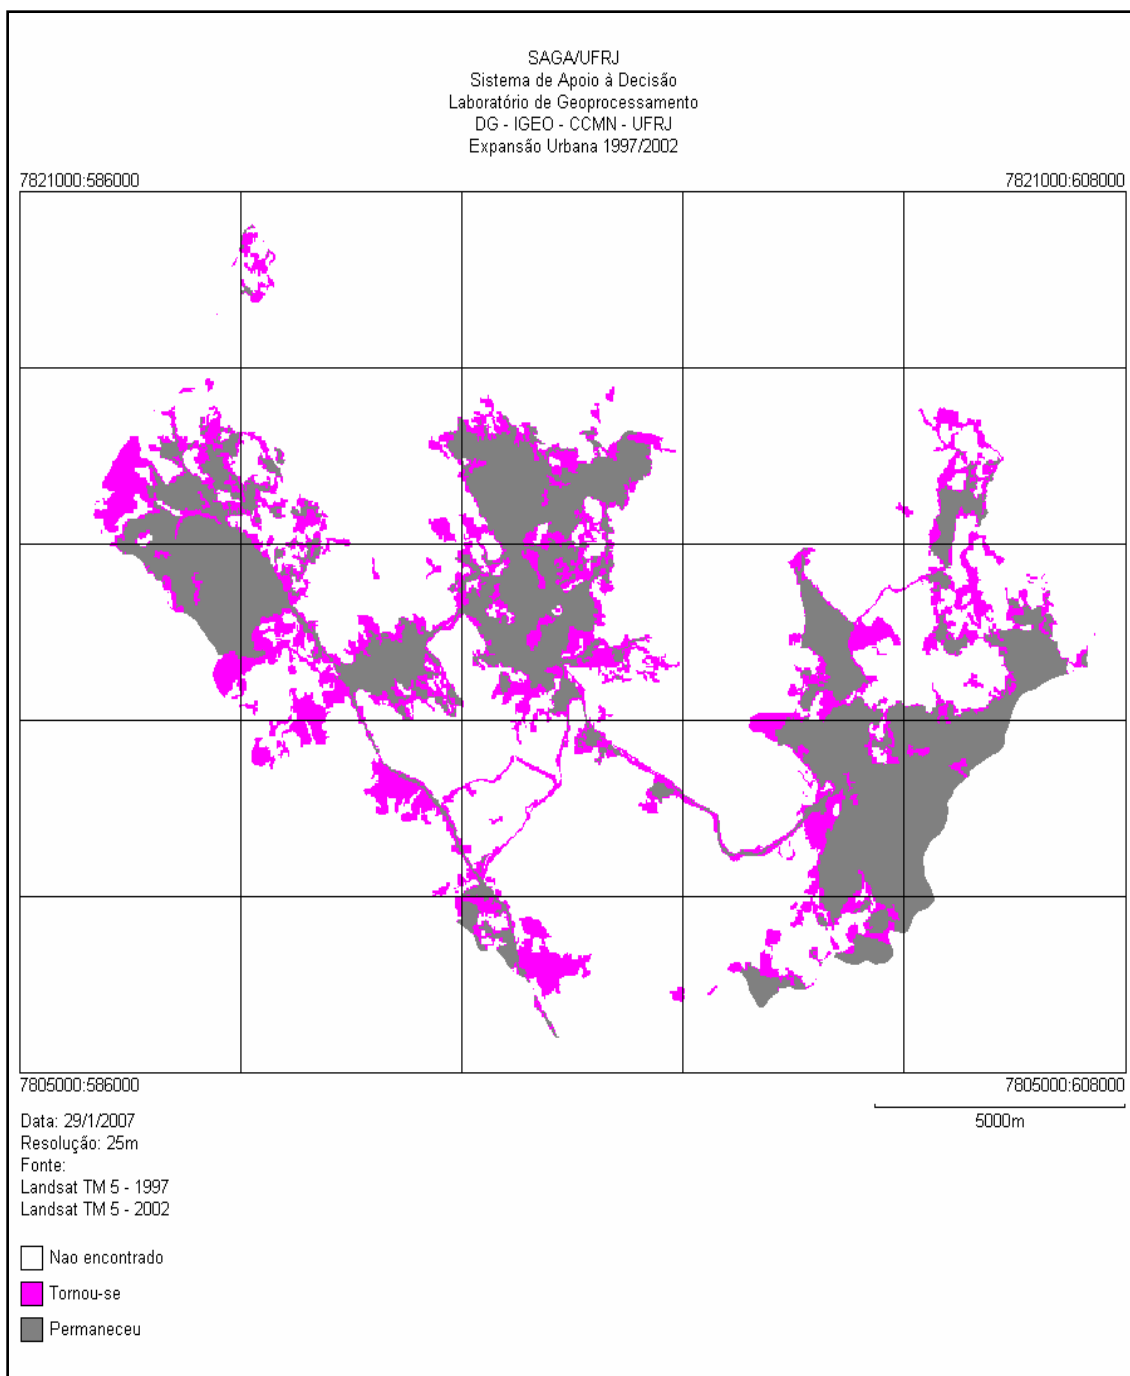 SAGA/UFRJ
Sistema de Apoio à Decisão
Laboratório de Geoprocessamento
DG - IGEO - CCMN - UFRJ
Expansão Urbana 1997/2002
7821000:586000
7821000:608000
7805000:586000
7805000:608000
5000m
Data: 29/1/2007
Resolução: 25m
Fonte:
Landsat TM 5 - 1997
Landsat TM 5 - 2002
Nao encontrado
Tornou-se
Permaneceu